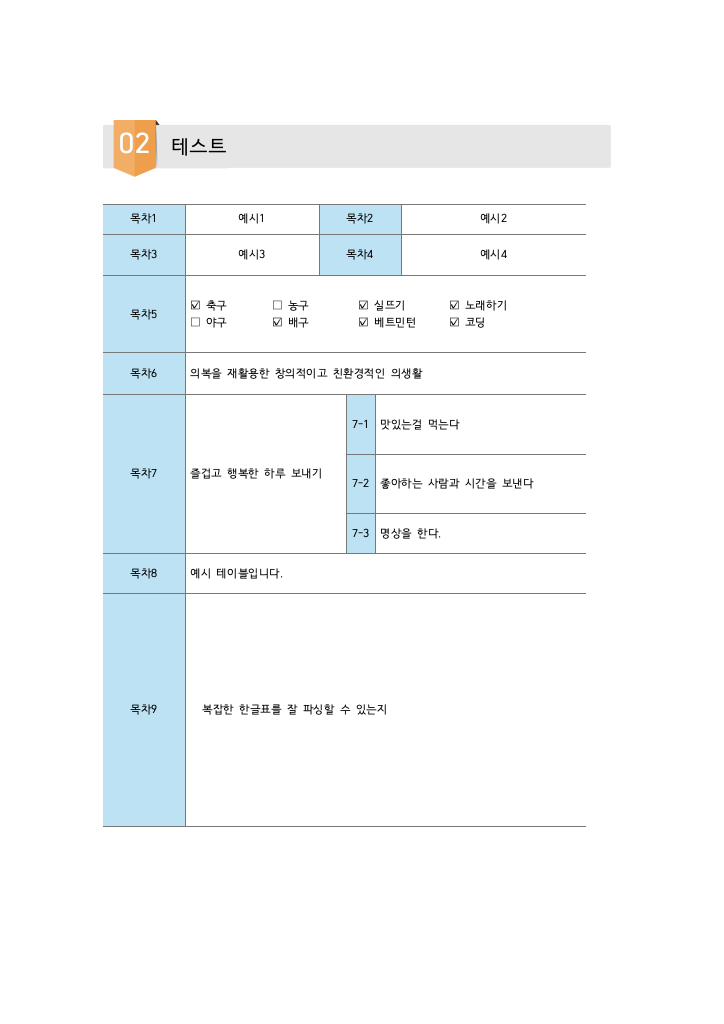 02 테스트
목차1 예시1 목차2 예시2
목차3 예시3 목차4 예시4
목차5
☑ 축구 □ 농구 ☑ 실뜨기 ☑ 노래하기
□ 야구 ☑ 배구 ☑ 베트민턴 ☑ 코딩
목차6 의복을 재활용한 창의적이고 친환경적인 의생활
목차7 즐겁고 행복한 하루 보내기
7-1 맛있는걸 먹는다
7-2 좋아하는 사람과 시간을 보낸다
7-3 명상을 한다.
목차8 예시 테이블입니다.
목차9 복잡한 한글표를 잘 파싱할 수 있는지